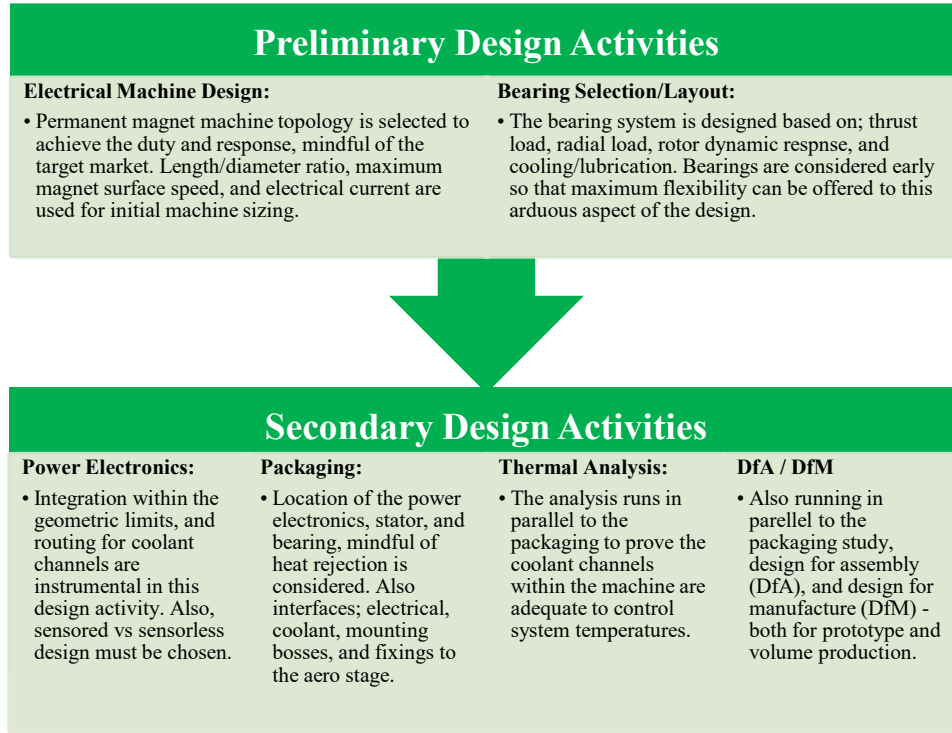 Preliminary Design Activities
Electrical Machine Design:
• Permanent magnet machine topology is selected to
achieve the duty and response, mindful of the
target market. Length/diameter ratio, maximum
magnet surface speed, and electrical current are
used for initial machine sizing.
Bearing Selection/Layout:
• The bearing system is designed based on; thrust
load, radial load, rotor dynamic respnse, and
cooling/lubrication. Bearings are considered early
so that maximum flexibility can be offered to this
arduous aspect of the design.
Secondary Design Activities
Power Electronics:
• Integration within the
geometric limits, and
routing for coolant
channels are
instrumental in this
design activity. Also,
sensored vs sensorless
design must be chosen.
Packaging:
• Location of the power
electronics, stator, and
bearing, mindful of
heat rejection is
considered. Also
interfaces; electrical,
coolant, mounting
bosses, and fixings to
the aero stage.
Thermal Analysis:
• The analysis runs in
parallel to the
packaging to prove the
coolant channels
within the machine are
adequate to control
system temperatures.
DfA / DfM
• Also running in
parellel to the
packaging study,
design for assembly
(DfA), and design for
manufacture (DfM) -
both for prototype and
volume production.